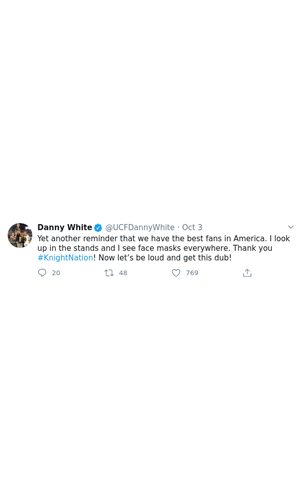 Danny White @UCFDannyWhite · Oct 3
Yet another reminder that we have the best fans in America. I look
up in the stands and I see face masks everywhere. Thank you
#KnightNation! Now let's be loud and get this dub!
20 48 769